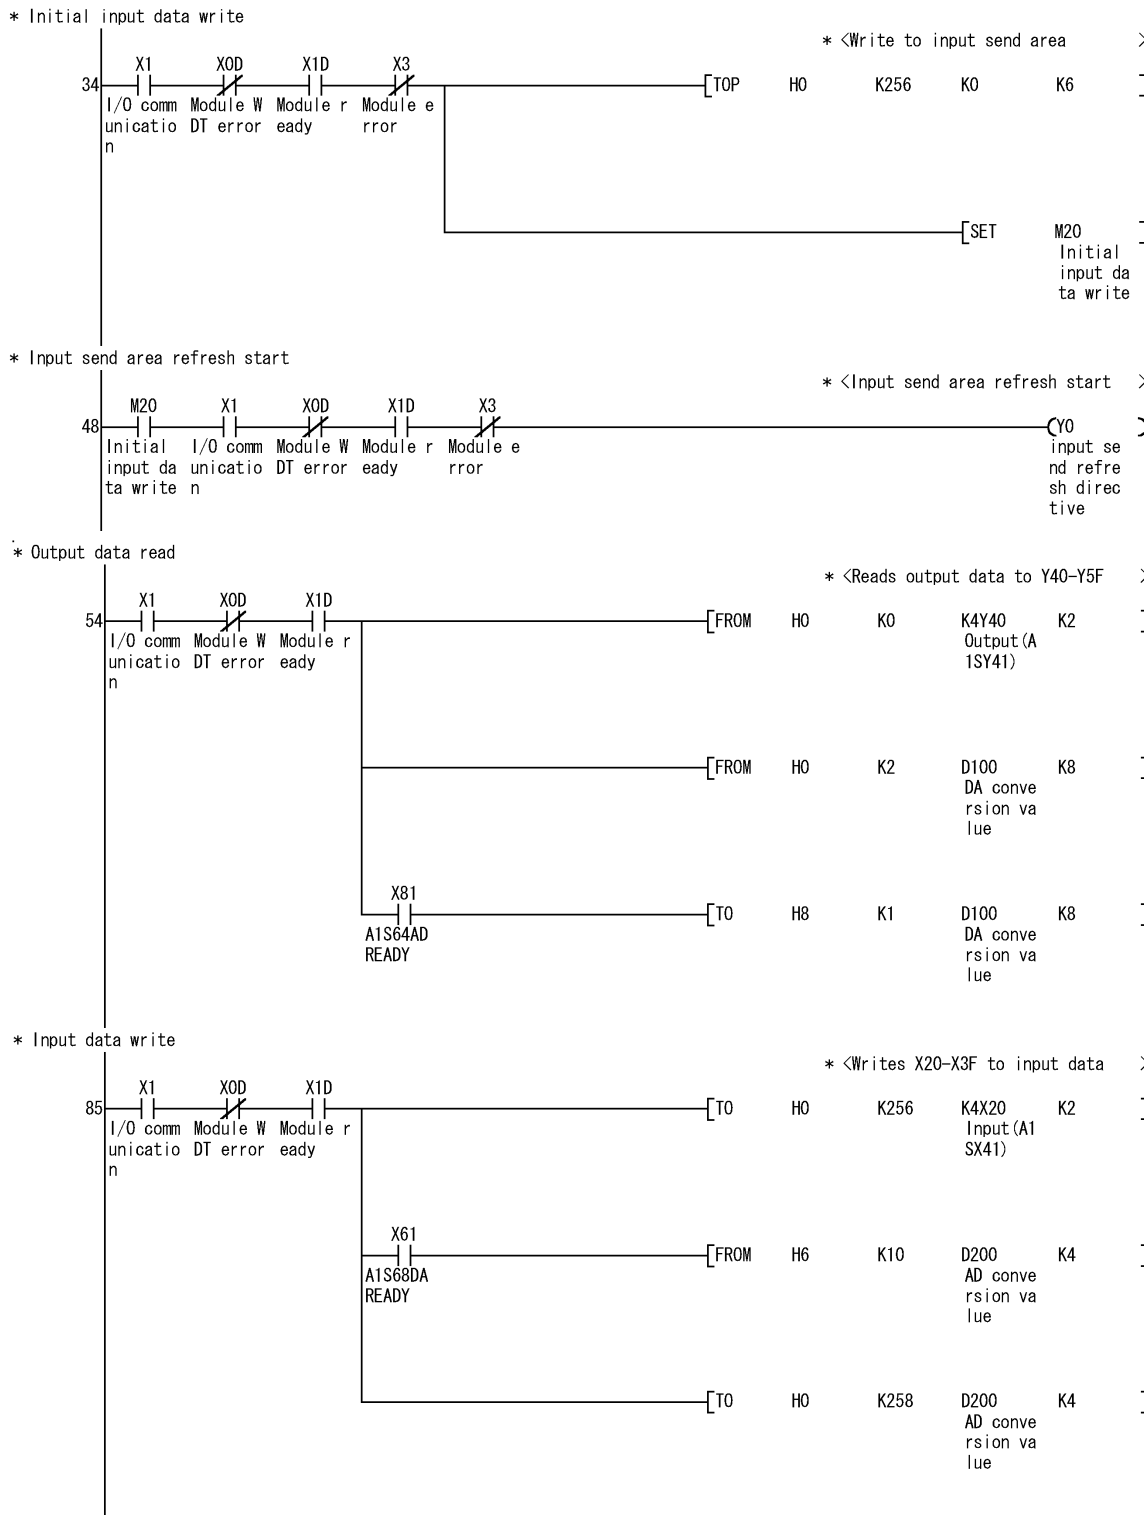 * Initial input data write
* <Write to input send area >
X1 X0D X1D X3
34 [TOP H0 K256 K0 K6 ]
I/O comm Module W Module r Module e
unicatio DT error eady rror
n
[SET M20 ]
Initial
input da
ta write
* Input send area refresh start
* <Input send area refresh start >
M20 X1 X0D X1D X3
48 (Y0 )
Initial I/O comm Module W Module r Module e input se
input da unicatio DT error eady rror nd refre
ta write n sh direc
tive
* Output data read
* <Reads output data to Y40-Y5F >
X1 X0D X1D
54 [FROM H0 K0 K4Y40 K2 ]
I/O comm Module W Module r Output(A
unicatio DT error eady 1SY41)
n
[FROM H0 K2 D100 K8 ]
DA conve
rsion va
lue
X81
[TO H8 K1 D100 K8 ]
A1S64AD DA conve
READY rsion va
lue
* Input data write
* <Writes X20-X3F to input data >
X1 X0D X1D
85 [TO H0 K256 K4X20 K2 ]
I/O comm Module W Module r Input(A1
unicatio DT error eady SX41)
n
X61
[FROM H6 K10 D200 K4 ]
A1S68DA AD conve
READY rsion va
lue
[TO H0 K258 D200 K4 ]
AD conve
rsion va
lue